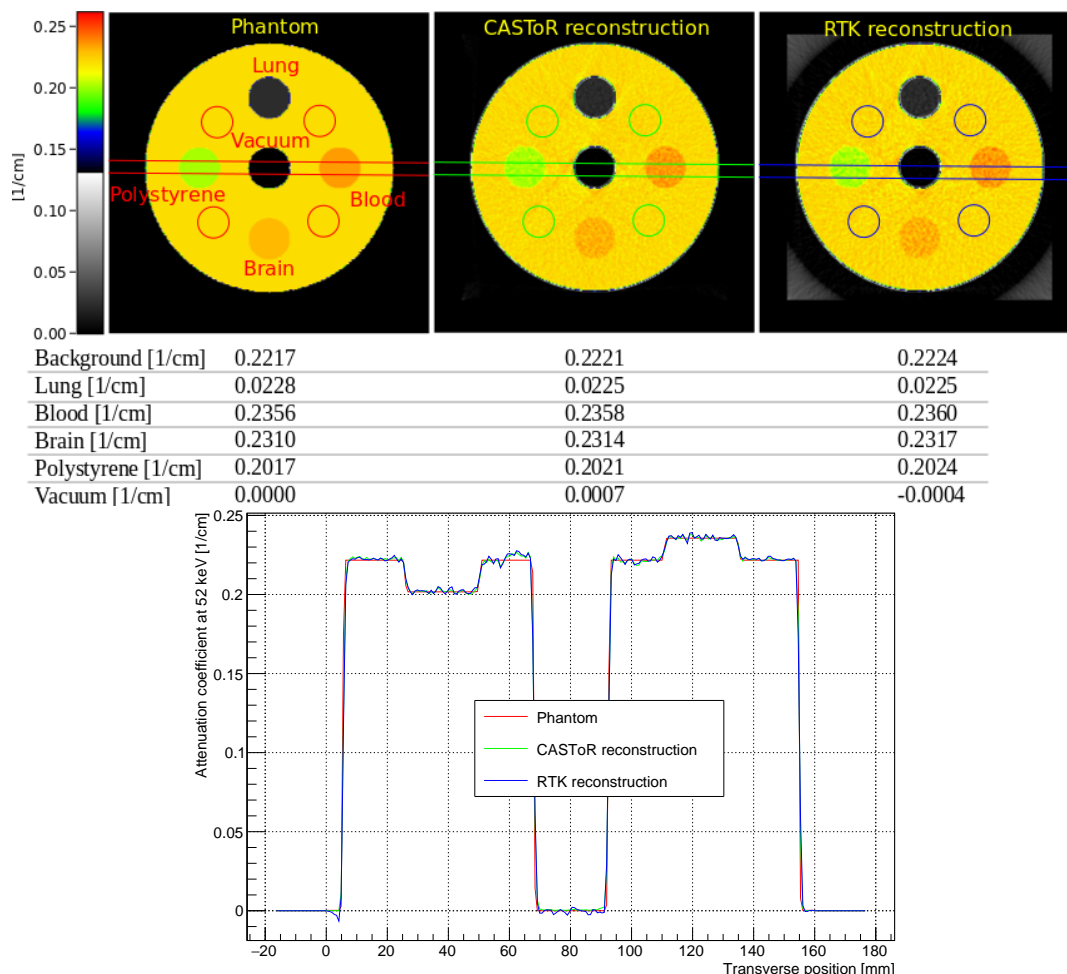 Phantom
CASToR reconstruction
RTK reconstruction
0.25
0.20
0.15
0.10
0.05
0.00
[1/cm]
Lung
Vacuum
Polystyrene
Blood
Brain
Background [1/cm] 0.2217 0.2221 0.2224
Lung [1/cm] 0.0228 0.0225 0.0225
Blood [1/cm] 0.2356 0.2358 0.2360
Brain [1/cm] 0.2310 0.2314 0.2317
Polystyrene [1/cm] 0.2017 0.2021 0.2024
Vacuum [1/cm] 0.0000 0.0007 -0.0004
Attenuation coefficient at 52 keV [1/cm]
0.25
0.2
0.15
0.1
0.05
0
Phantom
CASToR reconstruction
RTK reconstruction
−20 0 20 40 60 80 100 120 140 160 180
Transverse position [mm]